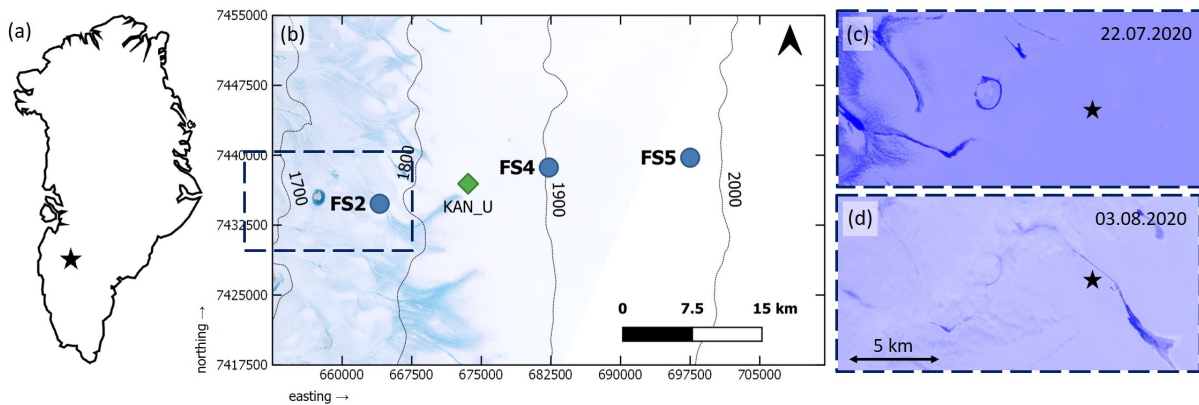 (a)
(b)
7455000
7447500
7440000
7432500
7425000
7417500
northing →
660000
667500
675000
682500
690000
697500
705000
easting →
1700
1800
1900
2000
FS2
KAN_U
FS4
FS5
0 7.5 15 km
(c) 22.07.2020
(d) 03.08.2020
5 km